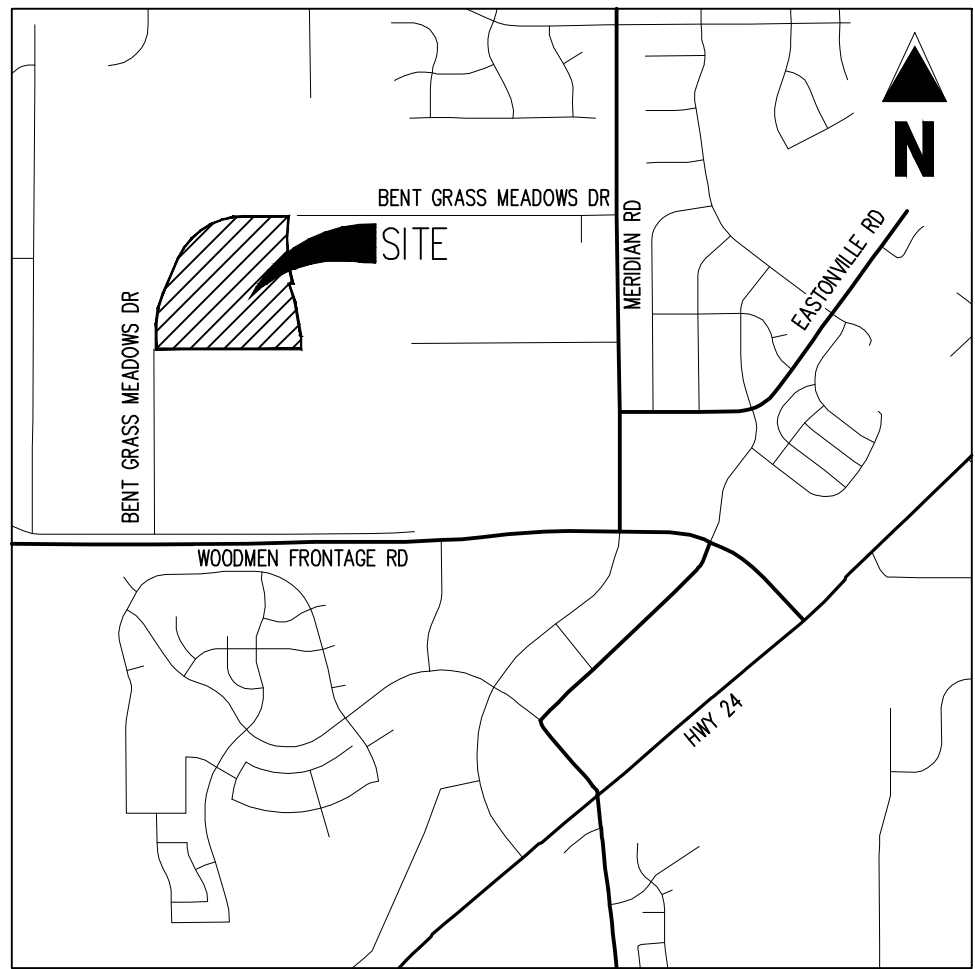 N
BENT GRASS MEADOWS DR
MERIDIAN RD
EASTONVILLE RD
SITE
BENT GRASS MEADOWS DR
WOODMEN FRONTAGE RD
HWY 24